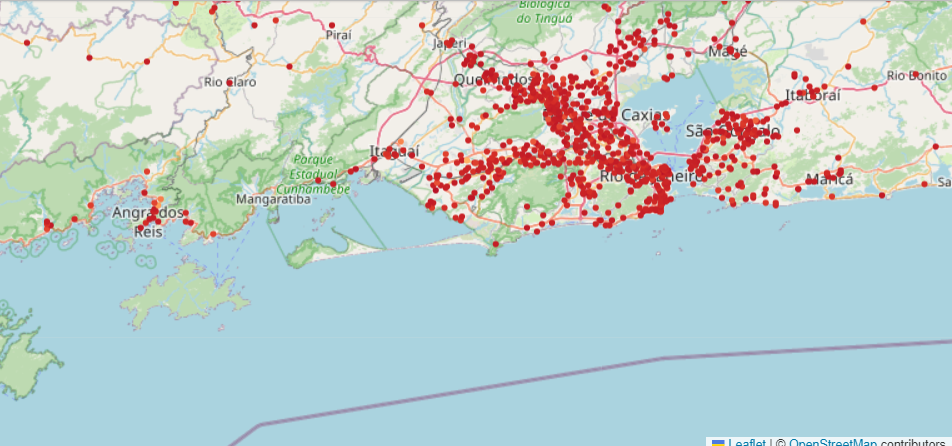 Biológica
do Tinguá
Piraí
Japeri
Magé
Rio Claro
Queimados
Rio Bonito
Itaboraí
Caxias
São Gonçalo
Itaguaí
Parque
Estadual
Cunhambebe
Rio de Janeiro
Maricá
Sa
Mangaratiba
Angra dos
Reis
Leaflet | © OpenStreetMap contributors